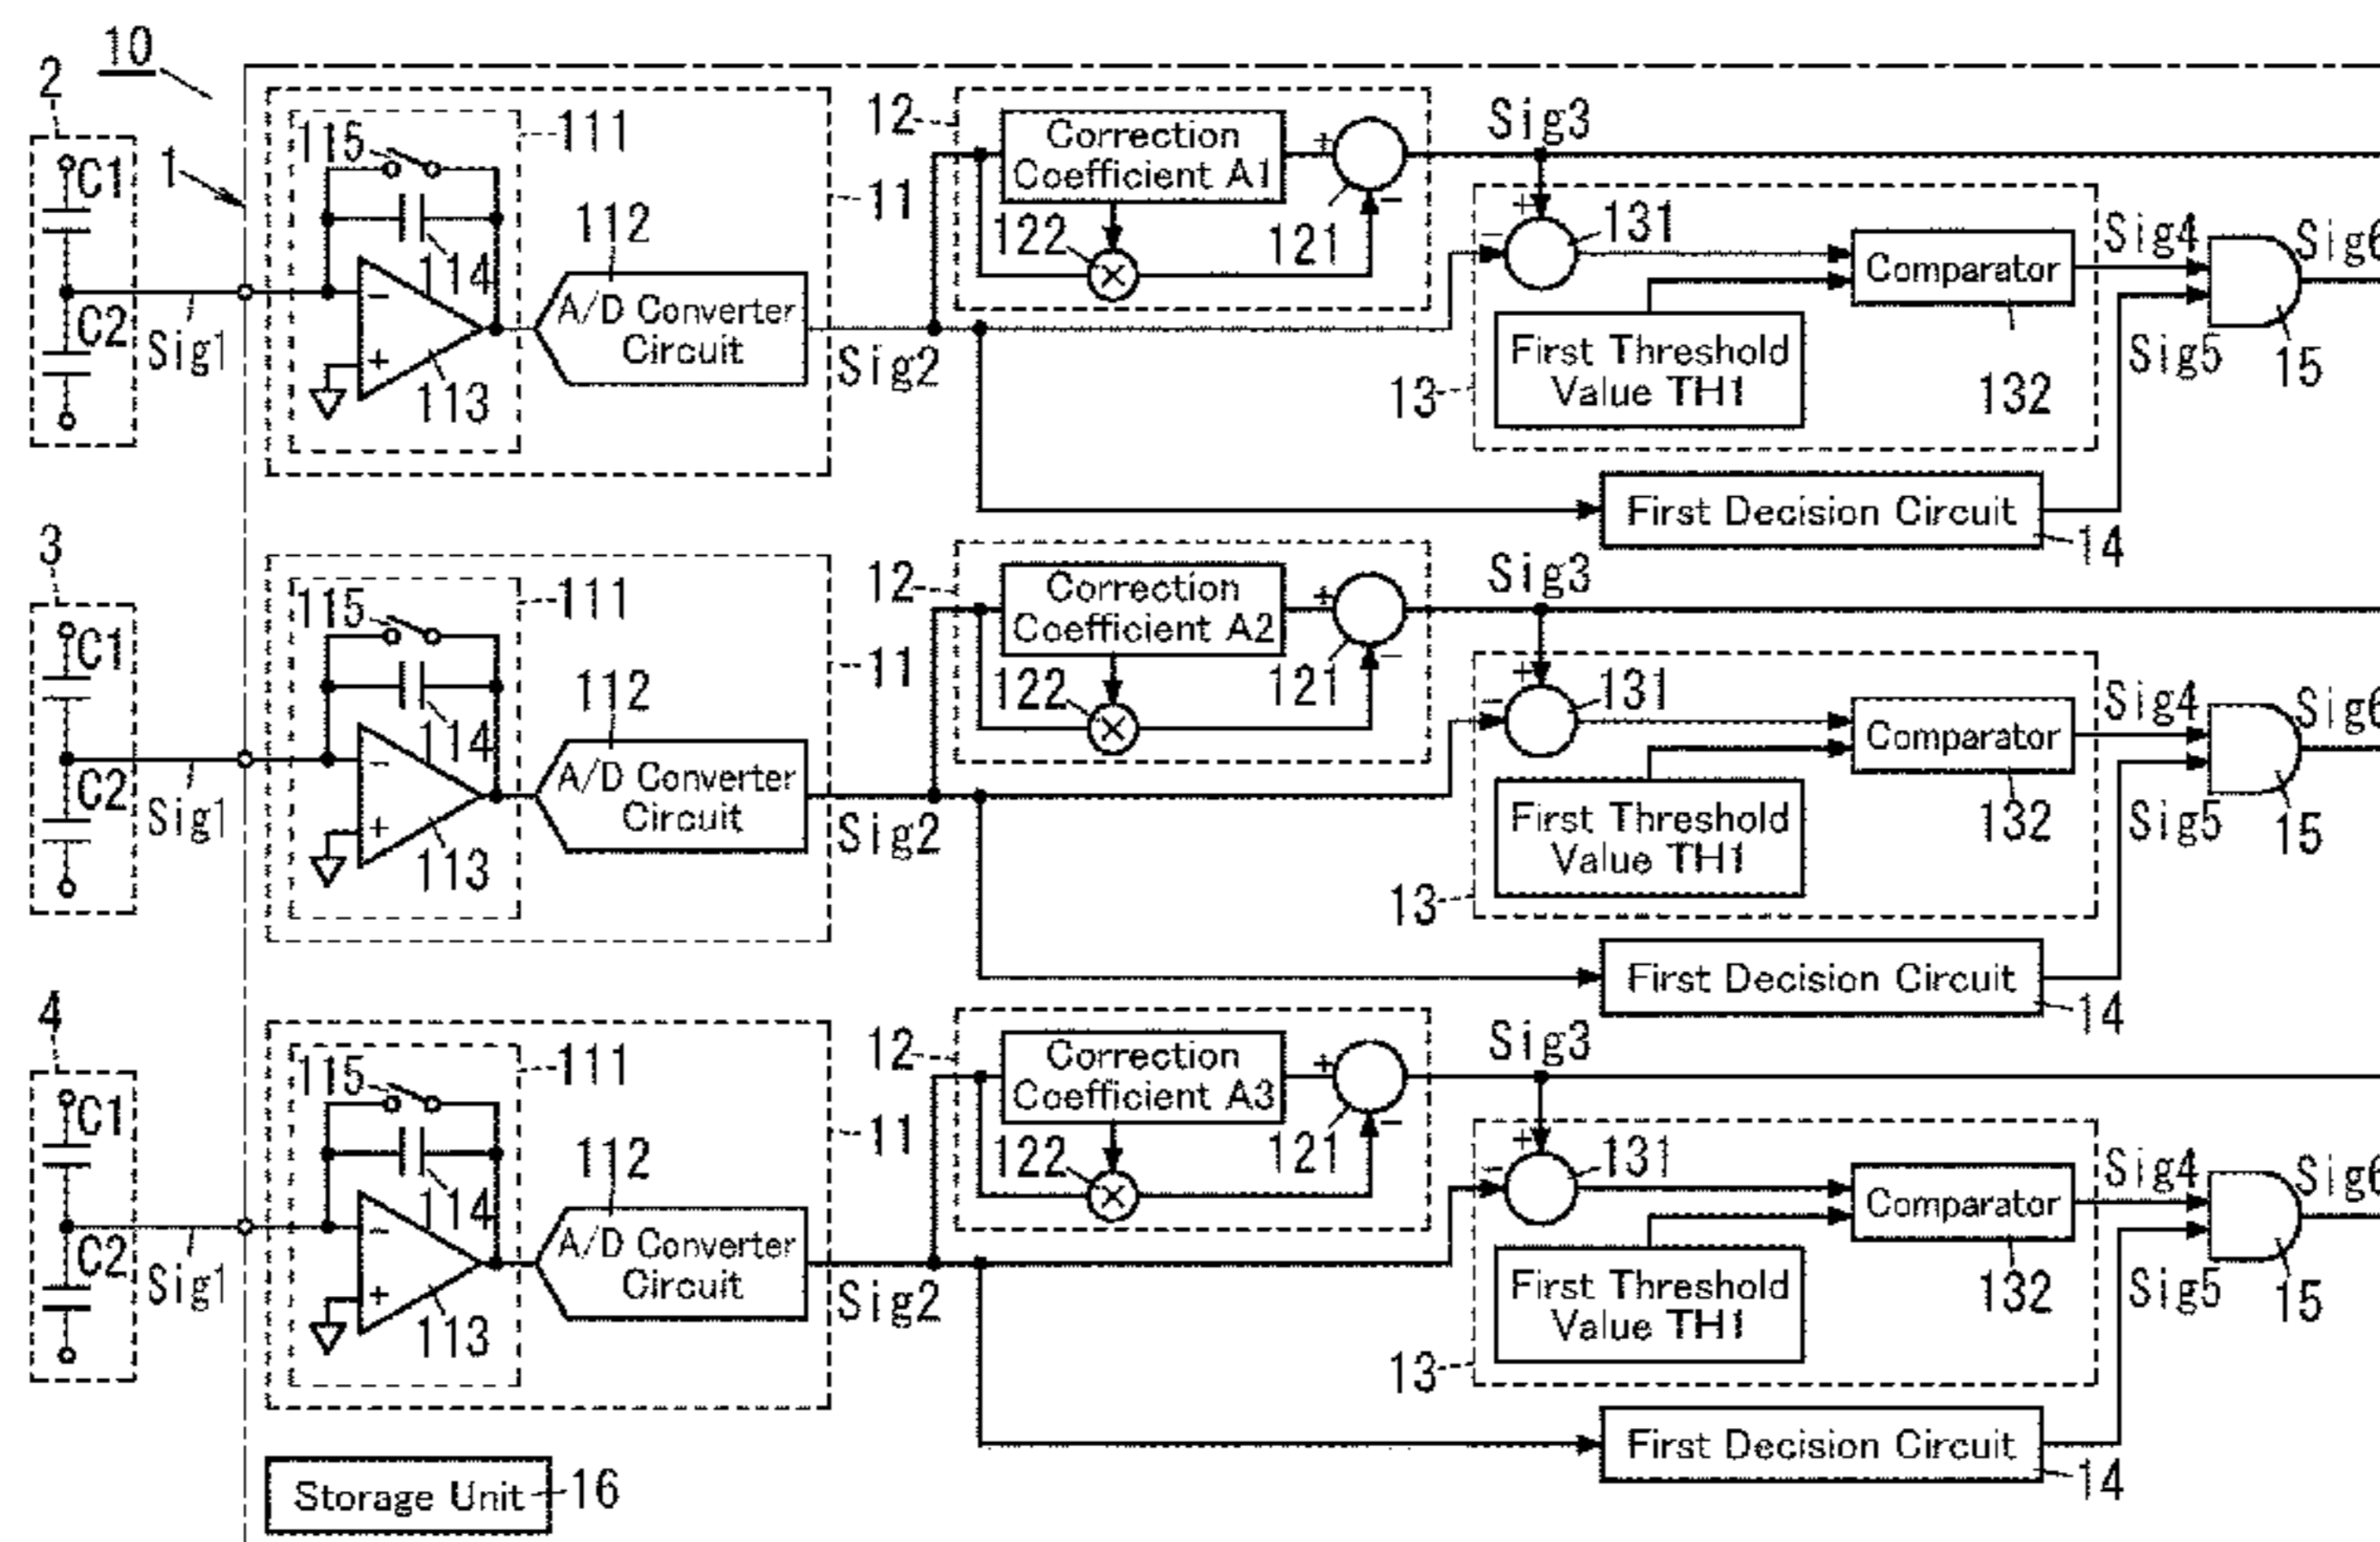 10
2
1
C1
C2
Sig1
115
111
114
113
112
A/D Converter
Circuit
11
Sig2
12
Correction
Coefficient A1
122
121
+
−
Sig3
+
−
131
First Threshold
Value TH1
13
Comparator
132
Sig4
Sig5
Sig6
15
First Decision Circuit
14
3
C1
C2
Sig1
115
111
114
113
112
A/D Converter
Circuit
11
Sig2
12
Correction
Coefficient A2
122
121
+
−
Sig3
+
−
131
First Threshold
Value TH1
13
Comparator
132
Sig4
Sig5
Sig6
15
First Decision Circuit
14
4
C1
C2
Sig1
115
111
114
113
112
A/D Converter
Circuit
11
Sig2
12
Correction
Coefficient A3
122
121
+
−
Sig3
+
−
131
First Threshold
Value TH1
13
Comparator
132
Sig4
Sig5
Sig6
15
First Decision Circuit
14
Storage Unit
16